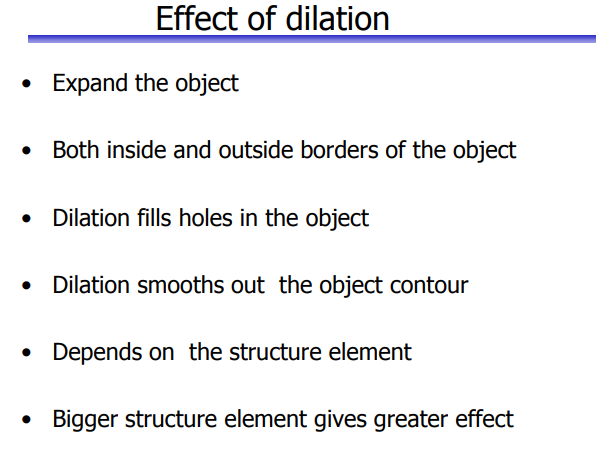 Effect of dilation
• Expand the object
• Both inside and outside borders of the object
• Dilation fills holes in the object
• Dilation smooths out  the object contour
• Depends on  the structure element
• Bigger structure element gives greater effect